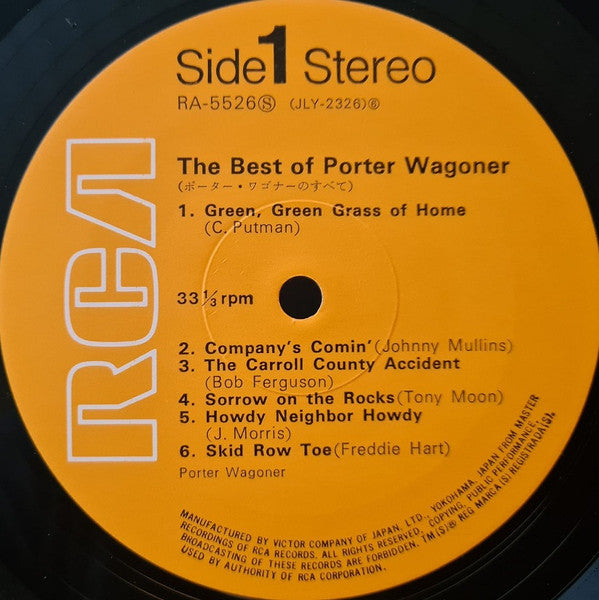 Side 1 Stereo
RA-5526Ⓢ (JLY-2326)⑥
RCA
The Best of Porter Wagoner
(ポーター・ワゴナーのすべて)
1. Green, Green Grass of Home
(C. Putman)
33⅓ rpm
2. Company's Comin' (Johnny Mullins)
3. The Carroll County Accident
(Bob Ferguson)
4. Sorrow on the Rocks (Tony Moon)
5. Howdy Neighbor Howdy
(J. Morris)
6. Skid Row Toe (Freddie Hart)
Porter Wagoner
MANUFACTURED BY VICTOR COMPANY OF JAPAN, LTD., YOKOHAMA, JAPAN FROM MASTER
RECORDINGS OF RCA RECORDS. ALL RIGHTS RESERVED., COPYING, PUBLIC PERFORMANCE,
BROADCASTING OF THESE RECORDS ARE FORBIDDEN. TM(S)® REG MARCA(S) REGISTRADA(S).
USED BY AUTHORITY OF RCA CORPORATION.